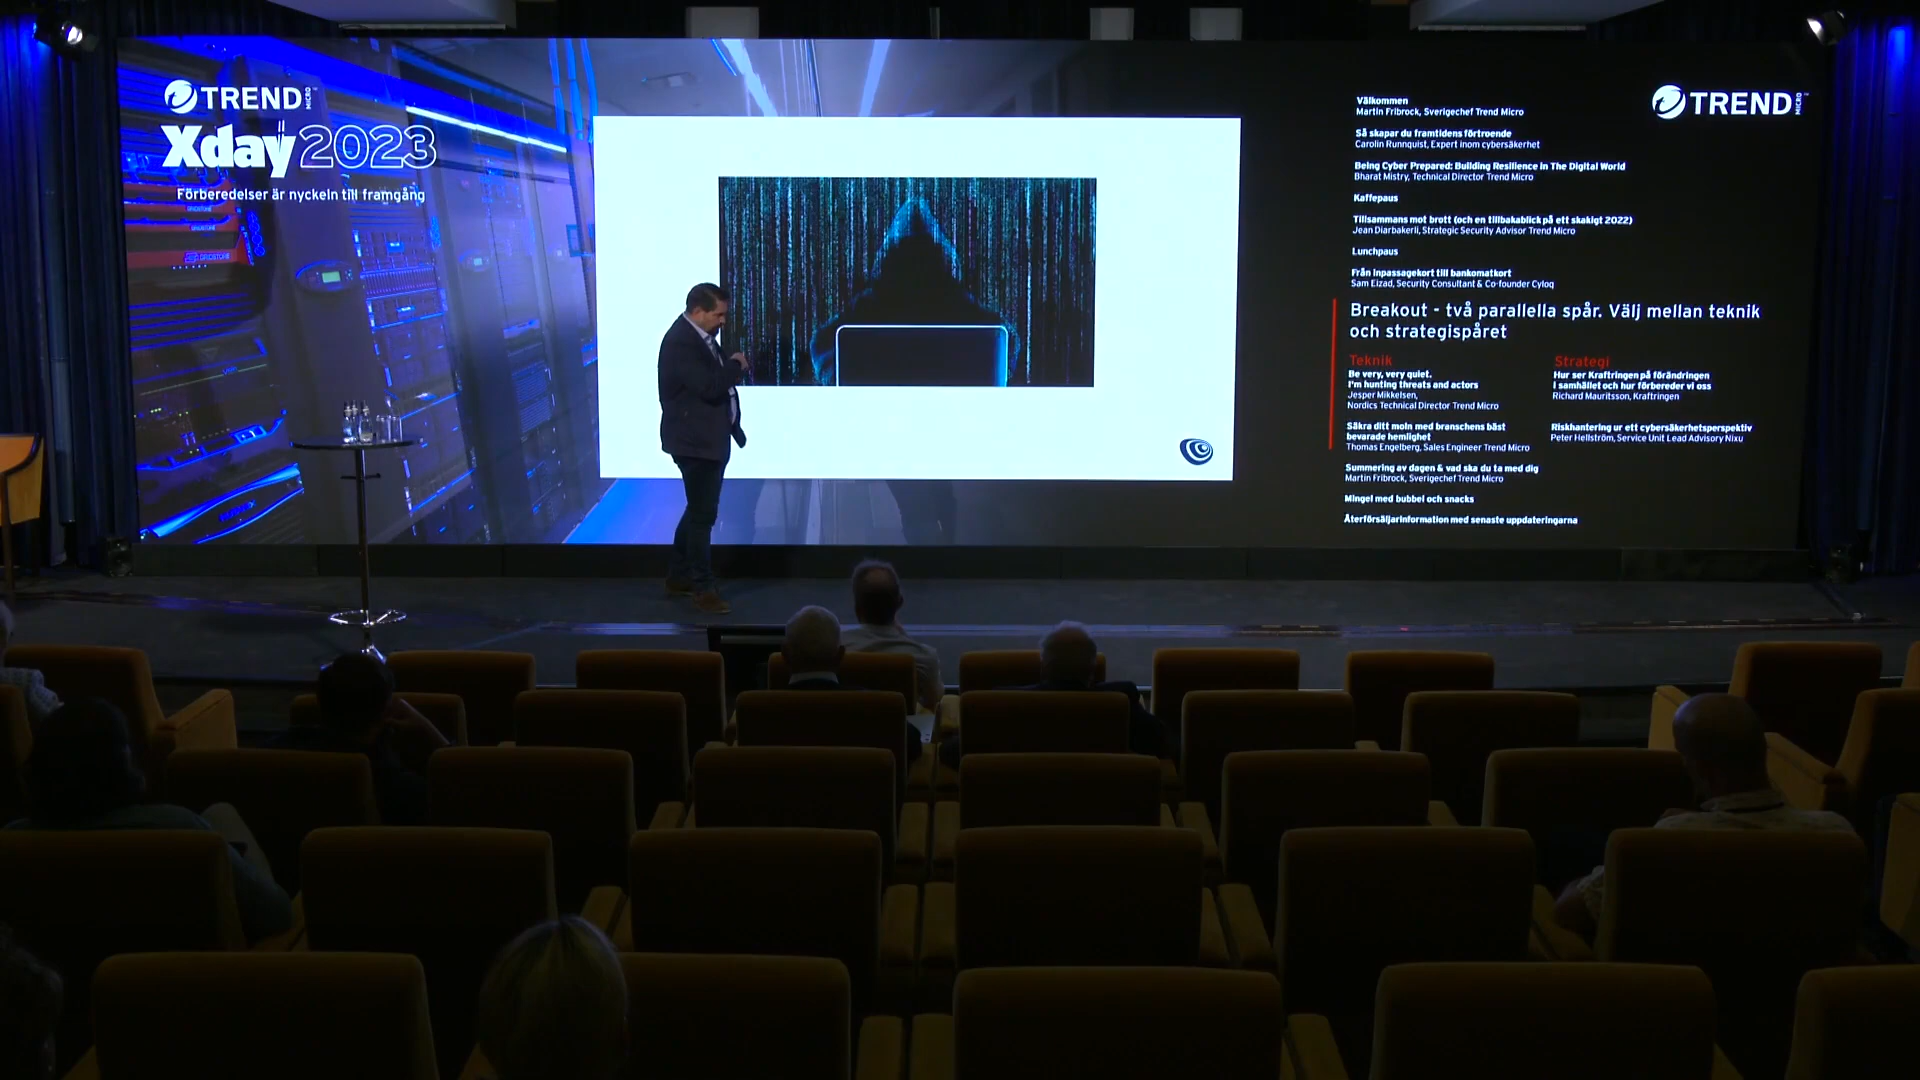 TREND MICRO
Xday 2023
Förberedelser är nyckeln till framgång
TREND MICRO
Välkommen
Martin Fribrock, Sverigechef Trend Micro
Så skapar du framtidens förtroende
Carolin Runnquist, Expert inom cybersäkerhet
Being Cyber Prepared: Building Resilience in The Digital World
Bharat Mistry, Technical Director Trend Micro
Kaffepaus
Tillsammans mot brott (och en tillbakablick på ett skakigt 2022)
Jean Diarbakerli, Strategic Security Advisor Trend Micro
Lunchpaus
Från inpassagekort till bankomatkort
Sam Eizad, Security Consultant & Co-founder Cyloq
Breakout - två parallella spår. Välj mellan teknik
och strategispåret
Teknik
Be very, very quiet.
I'm hunting threats and actors
Jesper Mikkelsen,
Nordics Technical Director Trend Micro
Säkra ditt moln med branschens bäst
bevarade hemlighet
Thomas Engelberg, Sales Engineer Trend Micro
Strategi
Hur ser Kraftringen på förändringen
i samhället och hur förbereder vi oss
Richard Mauritsson, Kraftringen
Riskhantering ur ett cybersäkerhetsperspektiv
Peter Hellström, Service Unit Lead Advisory Nixu
Summering av dagen & vad ska du ta med dig
Martin Fribrock, Sverigechef Trend Micro
Mingel med bubbel och snacks
Återförsäljarinformation med senaste uppdateringarna